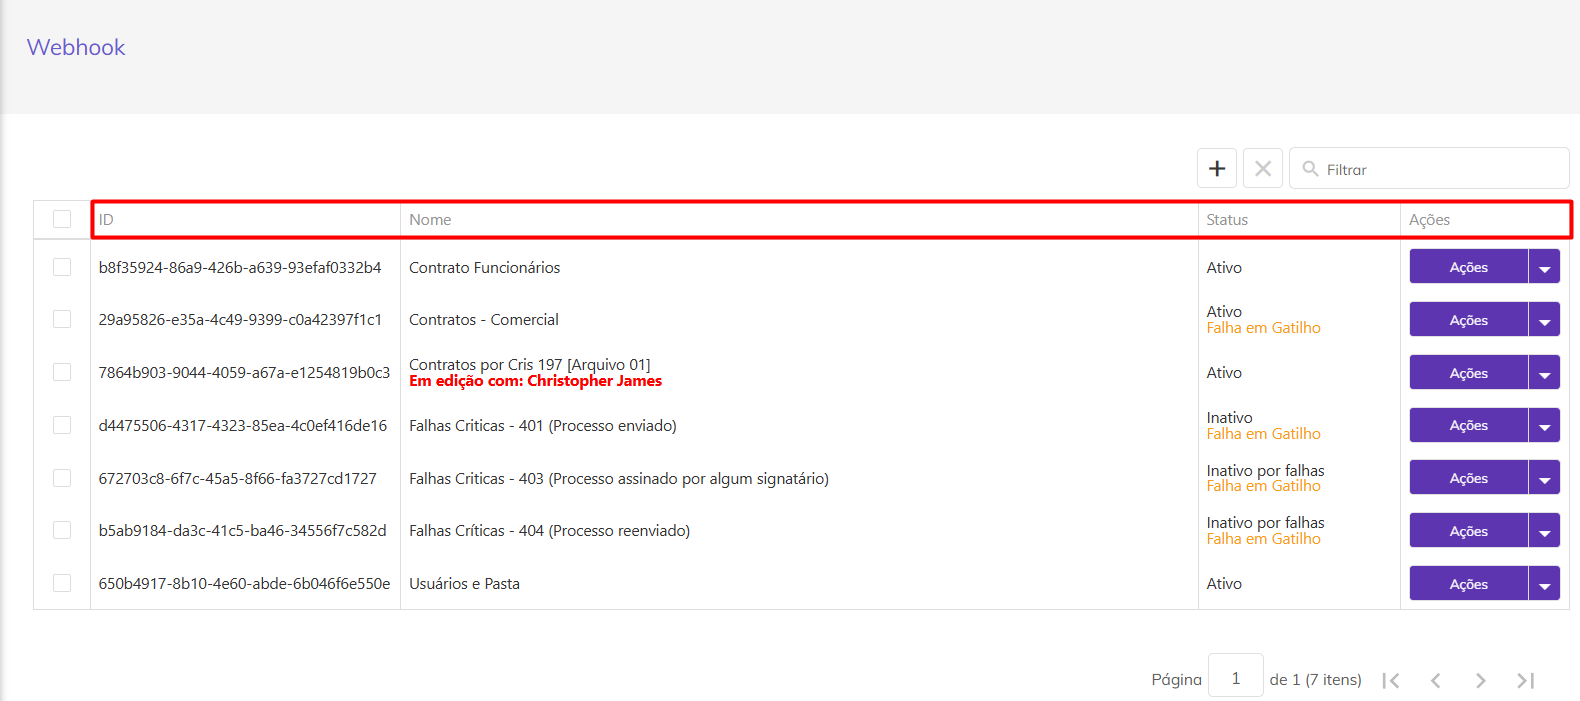 Webhook
Filtrar
ID Nome Status Ações
b8f35924-86a9-426b-a639-93efaf0332b4 Contrato Funcionários Ativo Ações
29a95826-e35a-4c49-9399-c0a42397f1c1 Contratos - Comercial Ativo Ações
Falha em Gatilho
7864b903-9044-4059-a67a-e1254819b0c3 Contratos por Cris 197 [Arquivo 01] Ativo Ações
Em edição com: Christopher James
d4475506-4317-4323-85ea-4c0ef416de16 Falhas Criticas - 401 (Processo enviado) Inativo Ações
Falha em Gatilho
672703c8-6f7c-45a5-8f66-fa3727cd1727 Falhas Criticas - 403 (Processo assinado por algum signatário) Inativo por falhas Ações
Falha em Gatilho
b5ab9184-da3c-41c5-ba46-34556f7c582d Falhas Críticas - 404 (Processo reenviado) Inativo por falhas Ações
Falha em Gatilho
650b4917-8b10-4e60-abde-6b046f6e550e Usuários e Pasta Ativo Ações
Página 1 de 1 (7 itens)